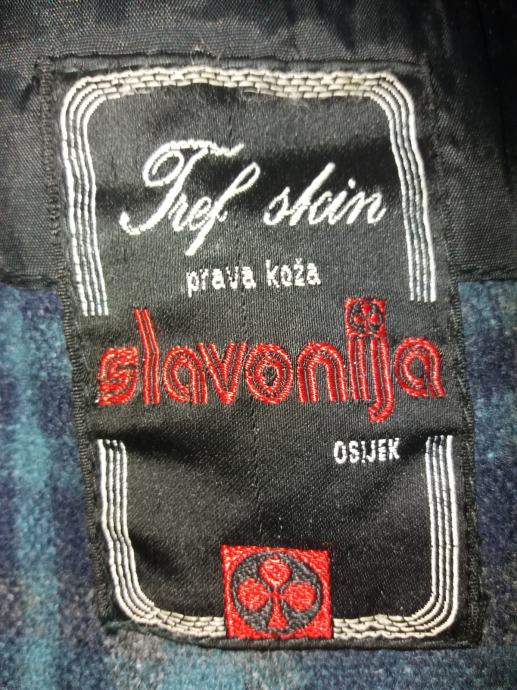 Tref skin
prava koža
slavonija
OSIJEK